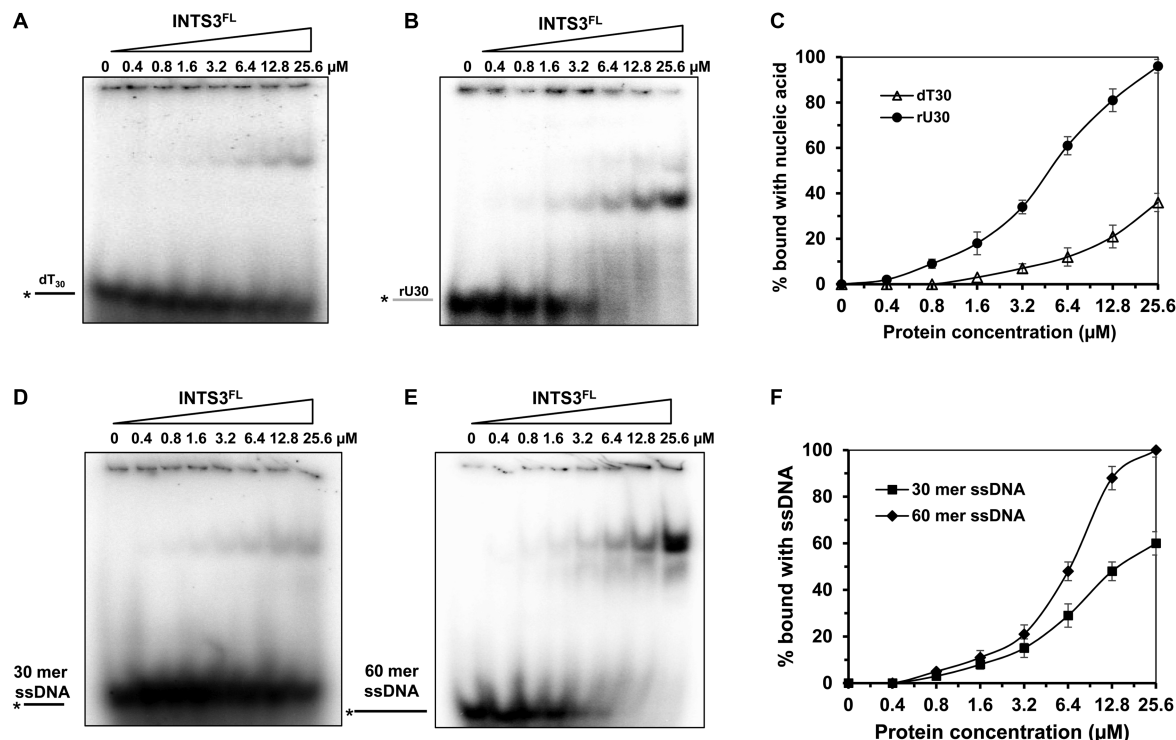 A
INTS3FL
0 0.4 0.8 1.6 3.2 6.4 12.8 25.6 µM
dT30
*
B
INTS3FL
0 0.4 0.8 1.6 3.2 6.4 12.8 25.6 µM
* rU30
C
% bound with nucleic acid
100
80
60
40
20
0
dT30
rU30
0 0.4 0.8 1.6 3.2 6.4 12.8 25.6
Protein concentration (µM)
D
INTS3FL
0 0.4 0.8 1.6 3.2 6.4 12.8 25.6 µM
30 mer
ssDNA
*
E
INTS3FL
0 0.4 0.8 1.6 3.2 6.4 12.8 25.6 µM
60 mer
ssDNA
*
F
% bound with ssDNA
100
80
60
40
20
0
30 mer ssDNA
60 mer ssDNA
0 0.4 0.8 1.6 3.2 6.4 12.8 25.6
Protein concentration (µM)